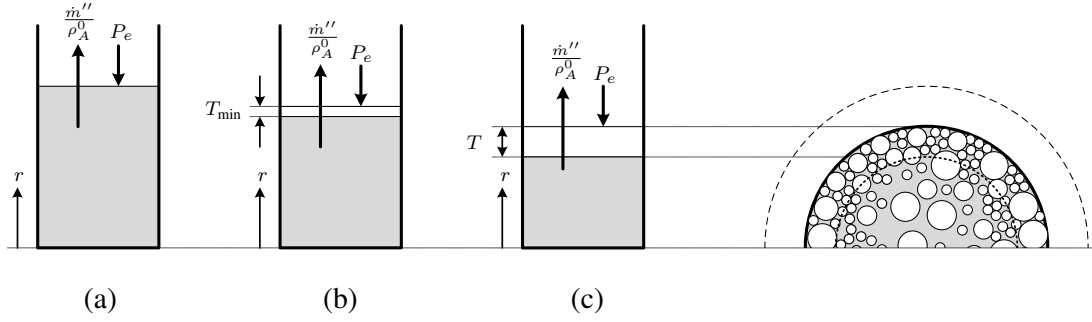 ṁ″/ρ_A^0
P_e
r
(a)
ṁ″/ρ_A^0
P_e
T_min
r
(b)
ṁ″/ρ_A^0
P_e
T
r
(c)